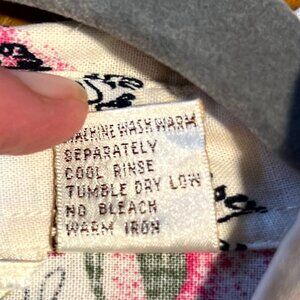 MACHINE WASH WARM
SEPARATELY
COOL RINSE
TUMBLE DRY LOW
NO BLEACH
WARM IRON